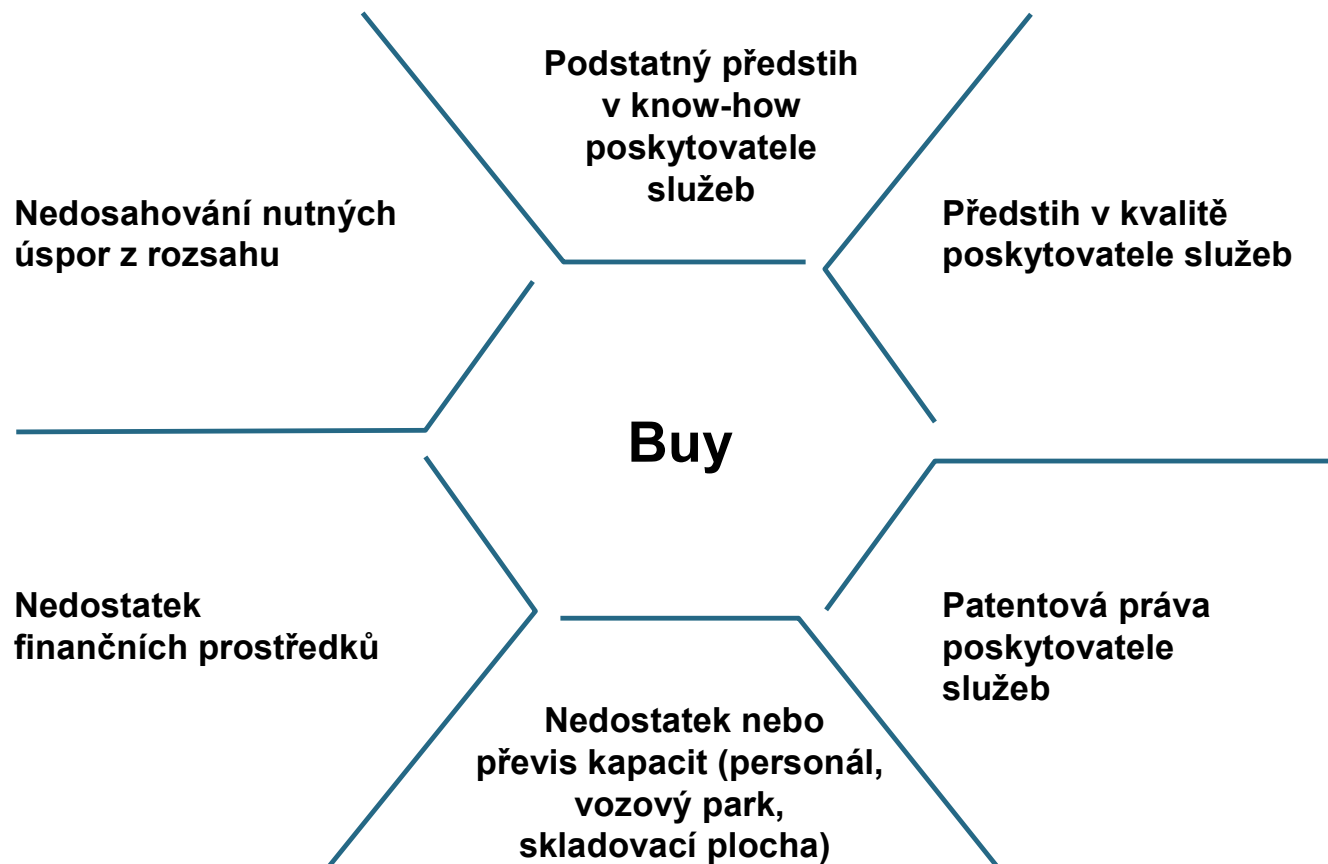 Podstatný předstih
v know-how
poskytovatele
služeb
Nedosahování nutných
úspor z rozsahu
Předstih v kvalitě
poskytovatele služeb
Buy
Nedostatek
finančních prostředků
Patentová práva
poskytovatele
služeb
Nedostatek nebo
převis kapacit (personál,
vozový park,
skladovací plocha)